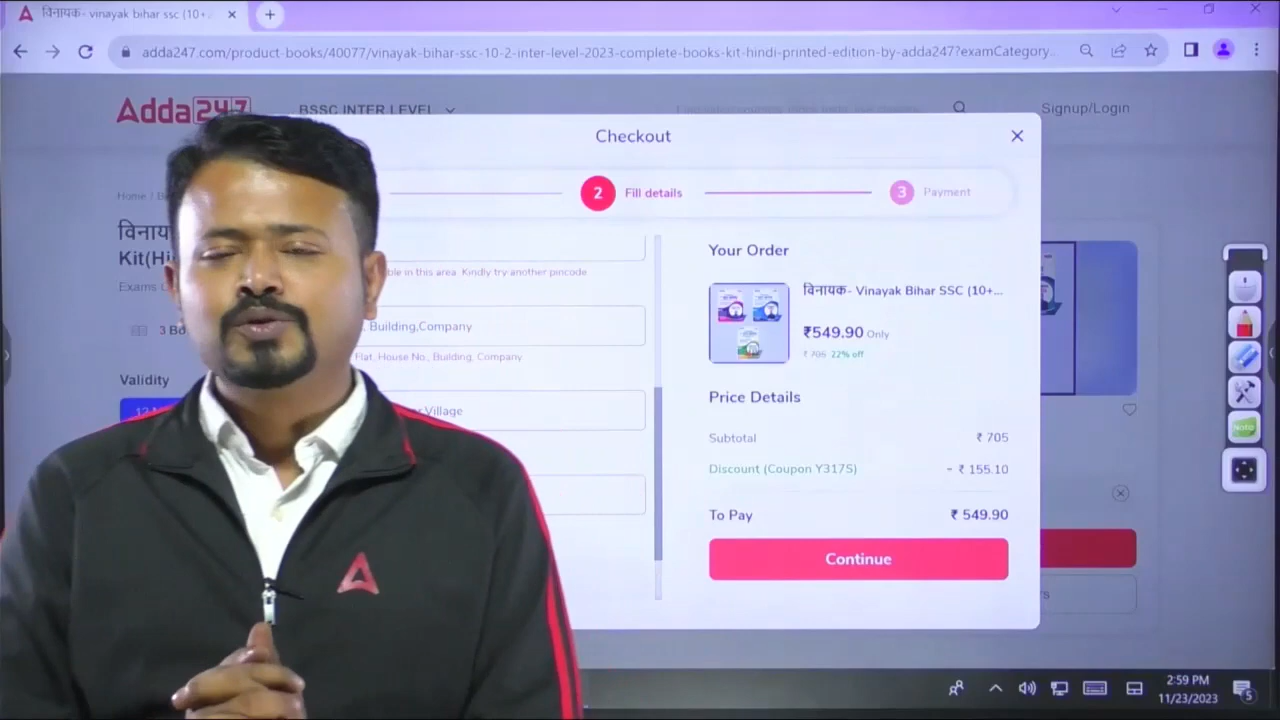 विनायक- vinayak bihar ssc (10+2
adda247.com/product-books/40077/vinayak-bihar-ssc-10-2-inter-level-2023-complete-books-kit-hindi-printed-edition-by-adda247?examCategory...
Adda247
BSSC INTER LEVEL
Signup/Login
Checkout
2
Fill details
3
Payment
Home /
विनाय
Kit(Hi
Exams
3 Bo
Validity
ble in this area. Kindly try another pincode
Building,Company
Flat, House No., Building, Company
Village
Your Order
विनायक- Vinayak Bihar SSC (10+...
₹549.90 Only
₹ 705 22% off
Price Details
Subtotal
₹ 705
Discount (Coupon Y317S)
- ₹ 155.10
To Pay
₹ 549.90
Continue
Note
2:59 PM
11/23/2023
5